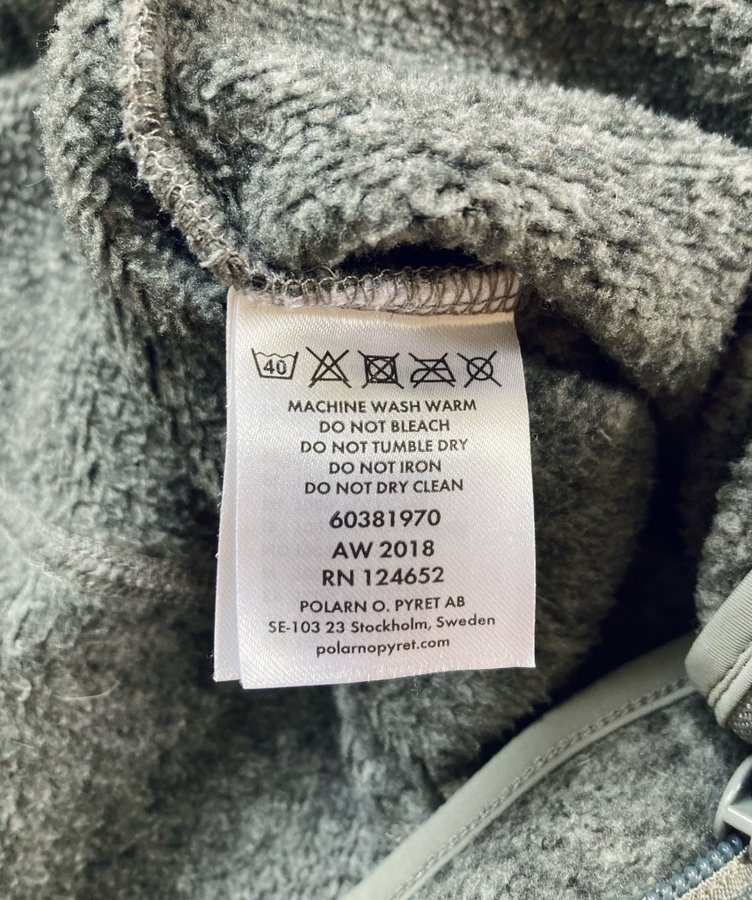 40
MACHINE WASH WARM
DO NOT BLEACH
DO NOT TUMBLE DRY
DO NOT IRON
DO NOT DRY CLEAN
60381970
AW 2018
RN 124652
POLARN O. PYRET AB
SE-103 23 Stockholm, Sweden
polarnopyret.com